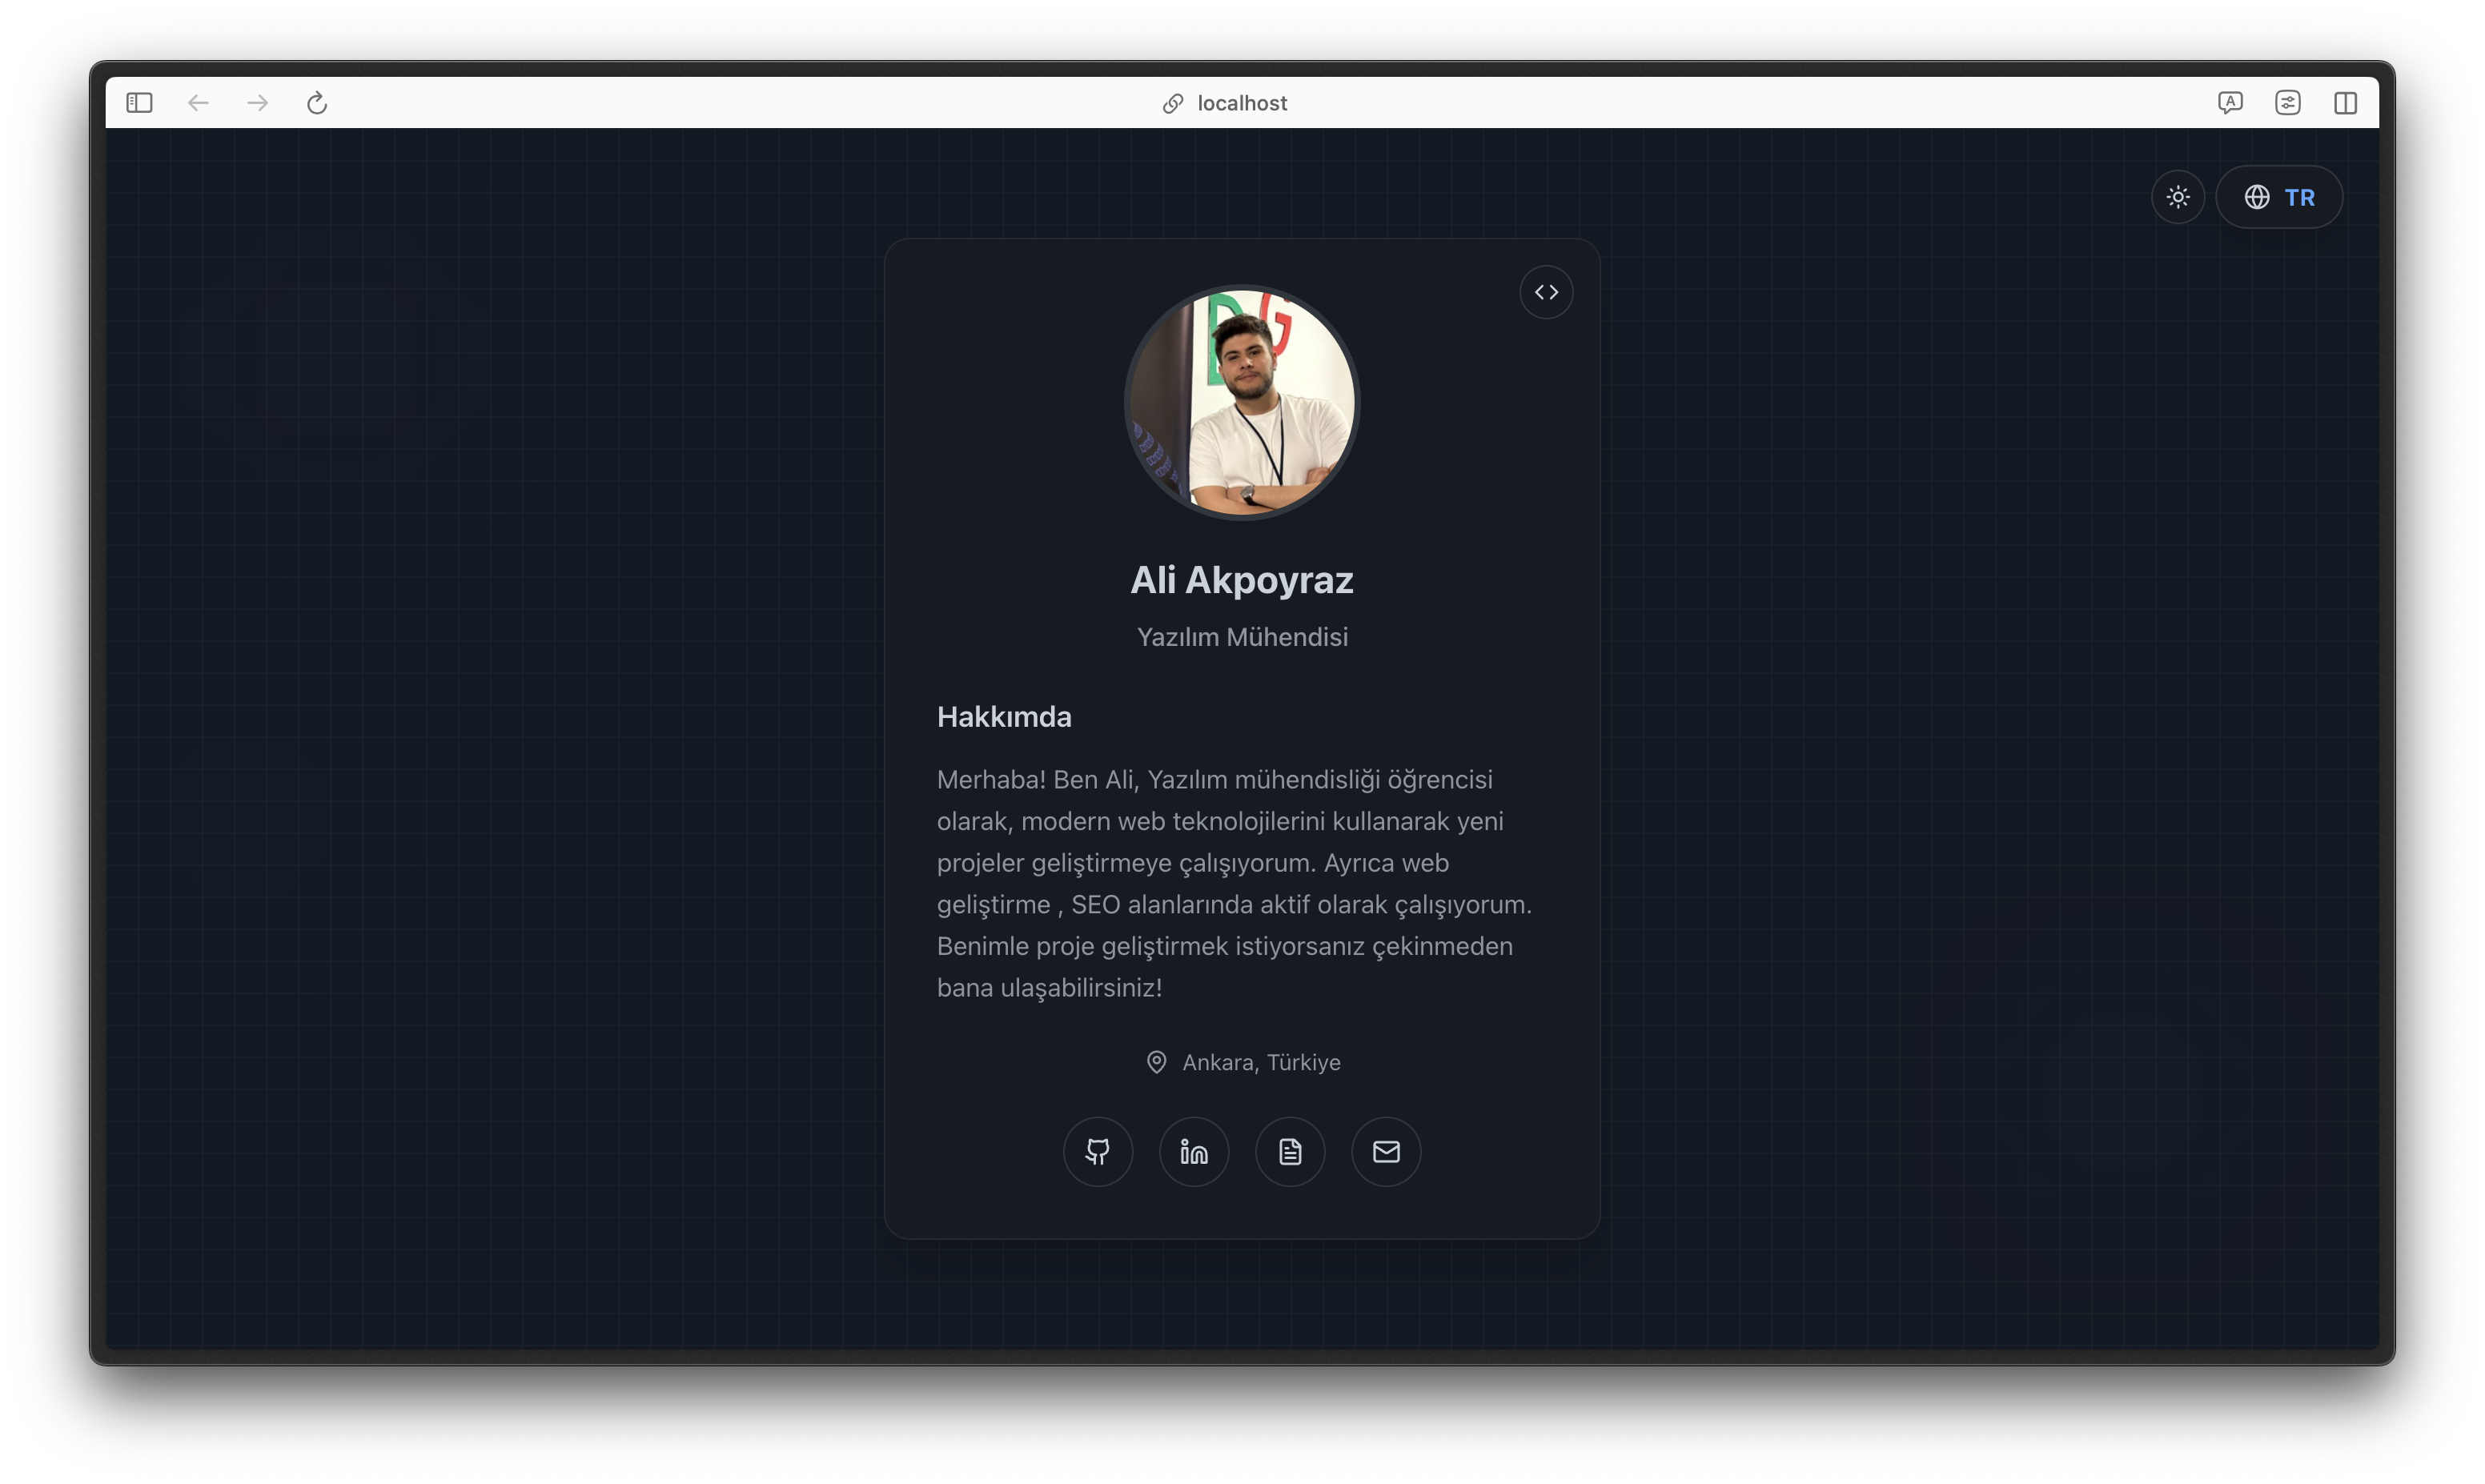 localhost
TR
DG
Ali Akpoyraz
Yazılım Mühendisi
Hakkımda
Merhaba! Ben Ali, Yazılım mühendisliği öğrencisi
olarak, modern web teknolojilerini kullanarak yeni
projeler geliştirmeye çalışıyorum. Ayrıca web
geliştirme , SEO alanlarında aktif olarak çalışıyorum.
Benimle proje geliştirmek istiyorsanız çekinmeden
bana ulaşabilirsiniz!
Ankara, Türkiye
in